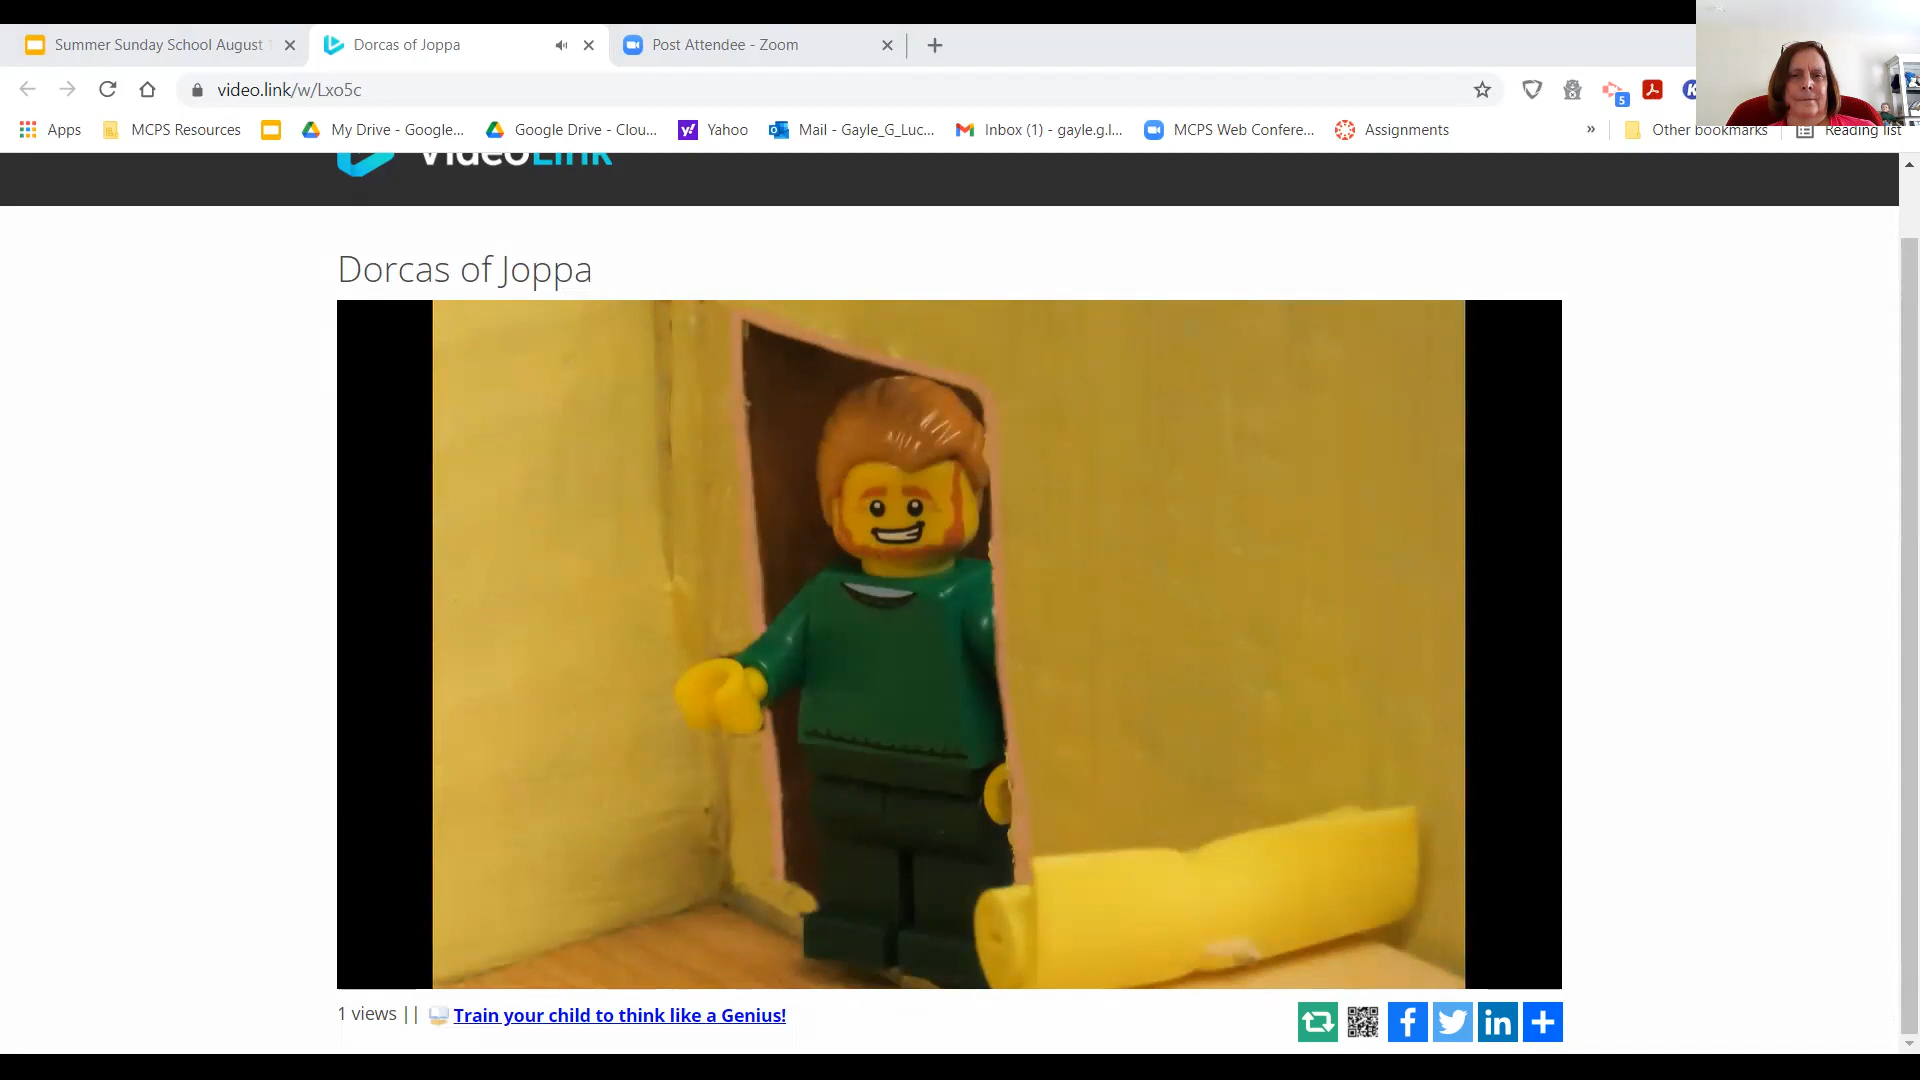 Summer Sunday School August
Dorcas of Joppa
Post Attendee - Zoom
video.link/w/Lxo5c
5
Apps
MCPS Resources
My Drive - Google...
Google Drive - Clou...
Yahoo
Mail - Gayle_G_Luc...
Inbox (1) - gayle.g.l...
MCPS Web Confere...
Assignments
»
Other bookmarks
Reading list
VideoLink
Dorcas of Joppa
1 views || Train your child to think like a Genius!